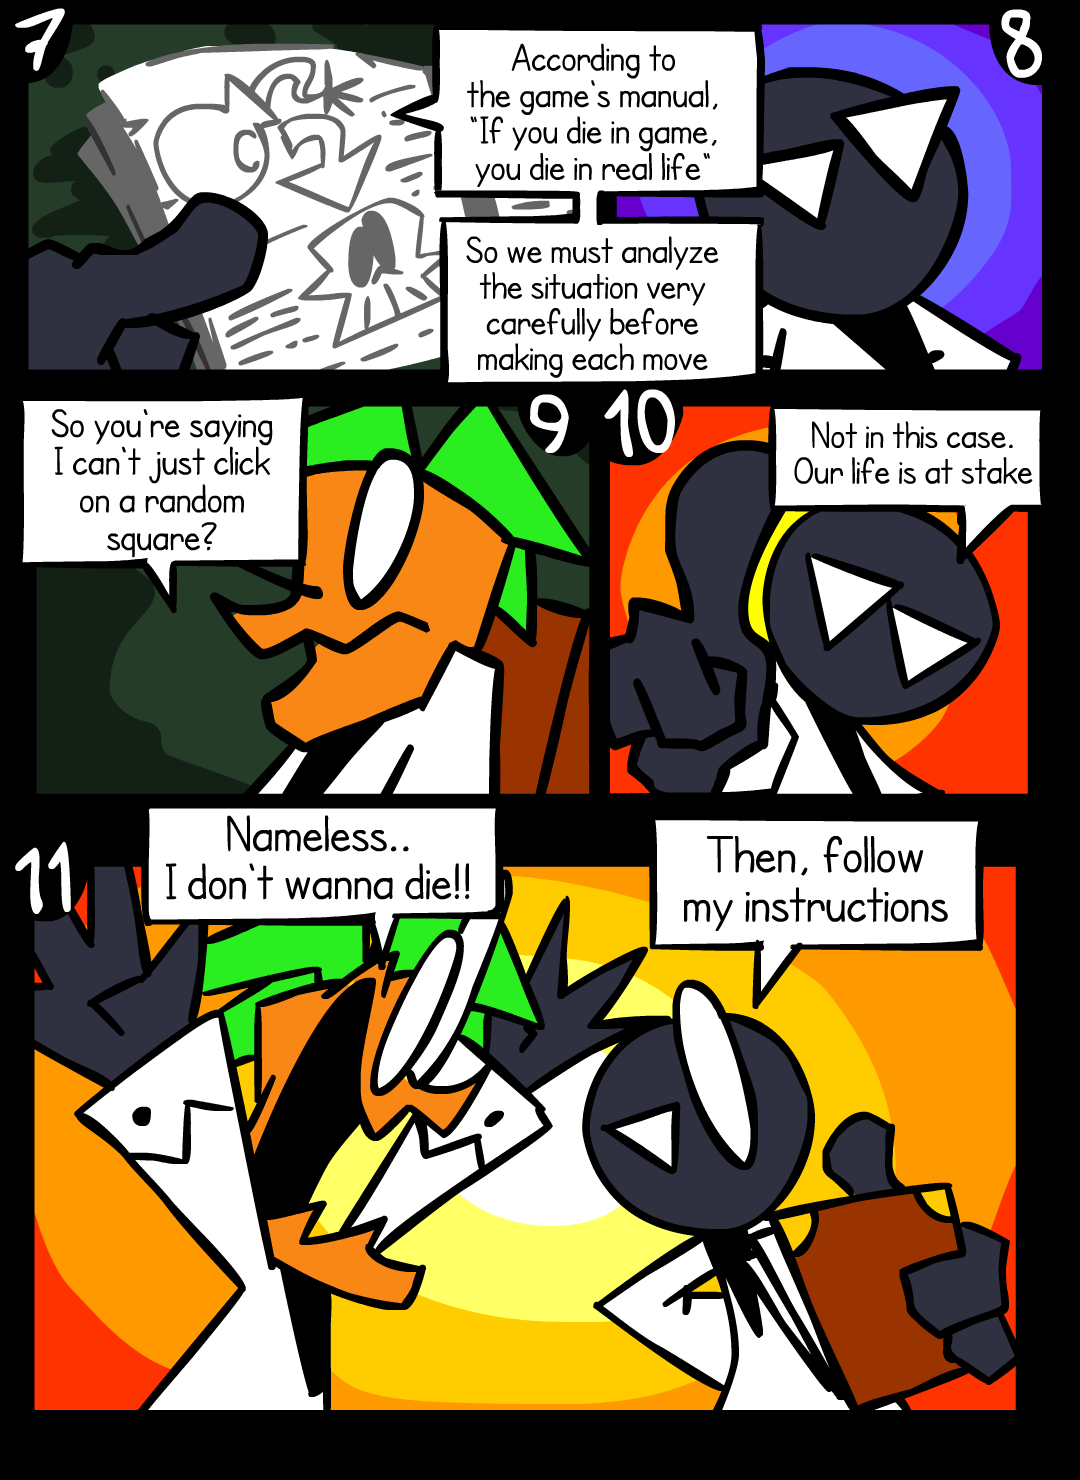 7
According to
the game's manual,
"If you die in game,
you die in real life"
So we must analyze
the situation very
carefully before
making each move
8
So you're saying
I can't just click
on a random
square?
9
10
Not in this case.
Our life is at stake
11
Nameless..
I don't wanna die!!
Then, follow
my instructions